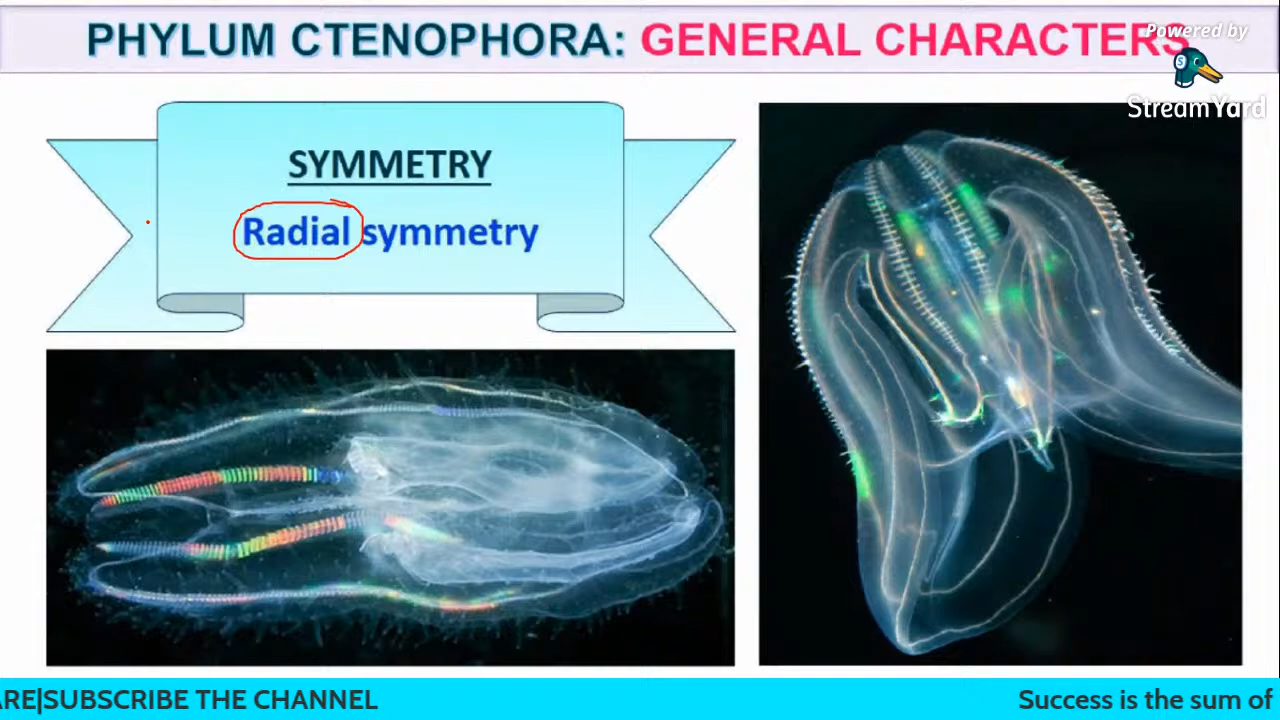 PHYLUM CTENOPHORA: GENERAL CHARACTERS
Powered by
StreamYard
SYMMETRY
Radial symmetry
ARE|SUBSCRIBE THE CHANNEL
Success is the sum of